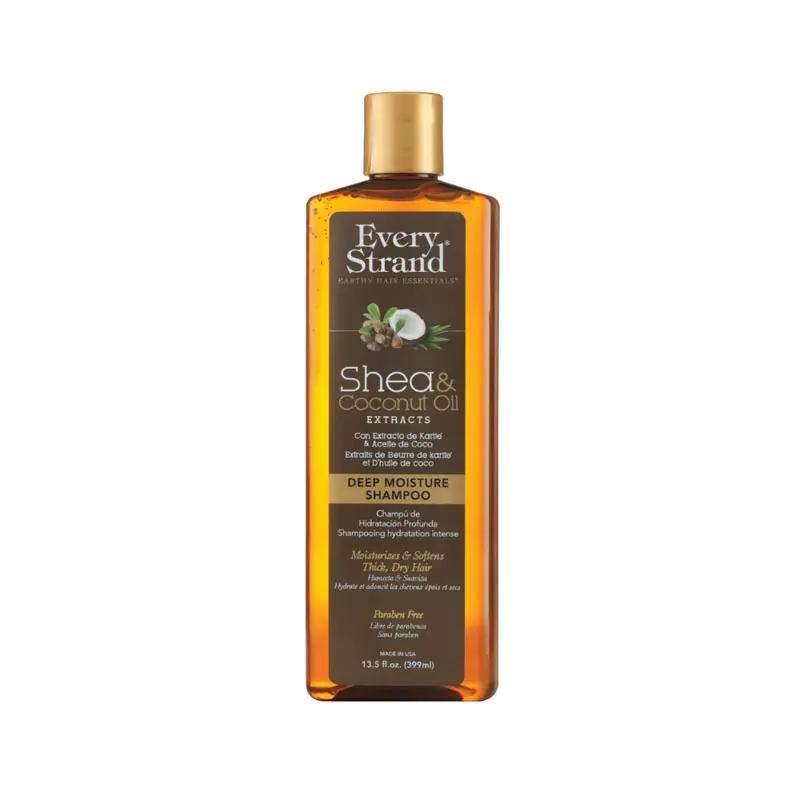 Every
Strand®
EARTHY HAIR ESSENTIALS®
Shea &
Coconut Oil
EXTRACTS
Con Extracto de Karité
& Aceite de Coco
Extraits de Beurre de karité
et D'huile de coco
DEEP MOISTURE
SHAMPOO
Champú de
Hidratación Profunda
Shampooing hydratation intense
Moisturizes & Softens
Thick, Dry Hair
Humecta & Suaviza
Hydrate et adoucit les cheveux épais et secs
Paraben Free
Libre de parabenos
Sans paraben
MADE IN USA
13.5 fl.oz. (399ml)